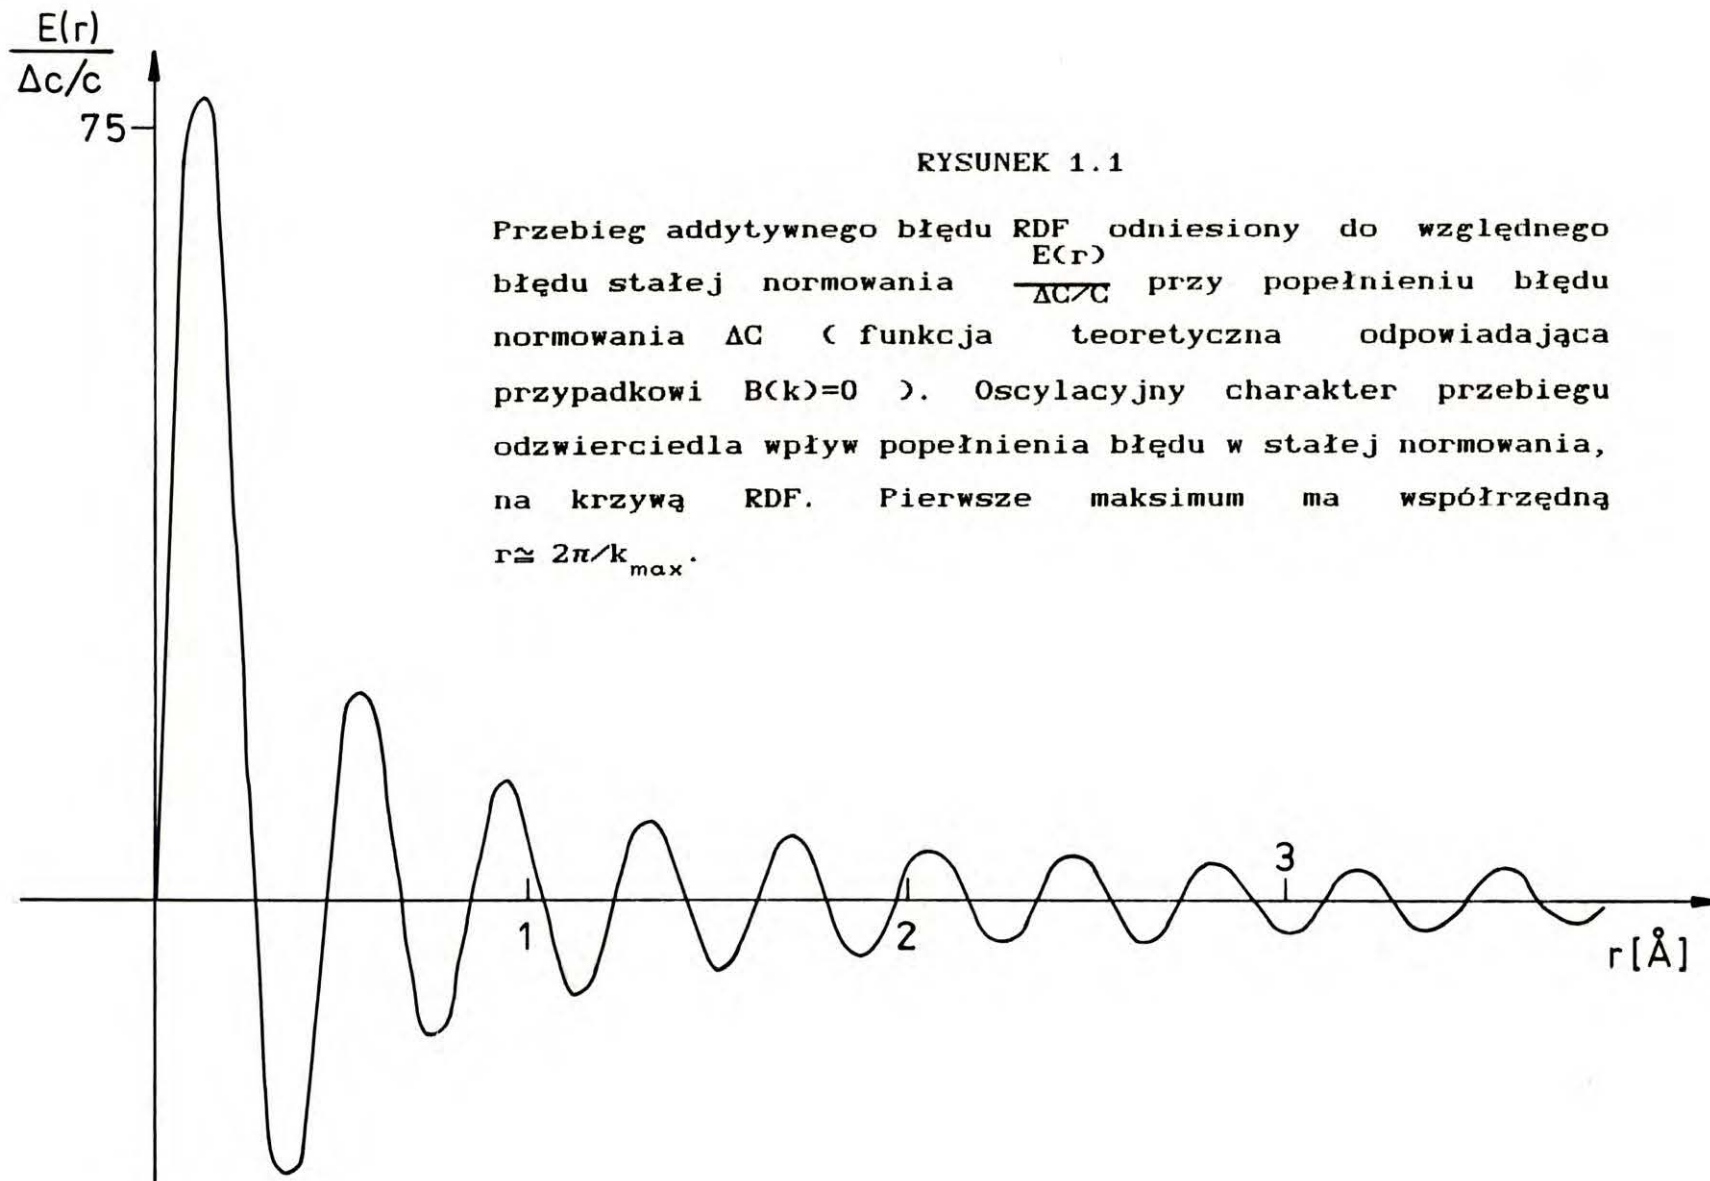 E(r)
Δc/c
75
RYSUNEK 1.1
Przebieg addytywnego błędu RDF odniesiony do względnego
błędu stałej normowania E(r)/ΔC/C przy popełnieniu błędu
normowania ΔC ( funkcja teoretyczna odpowiadająca
przypadkowi B(k)=0 ). Oscylacyjny charakter przebiegu
odzwierciedla wpływ popełnienia błędu w stałej normowania,
na krzywą RDF. Pierwsze maksimum ma współrzędną
r≅ 2π/k_max.
1
2
3
r[Å]